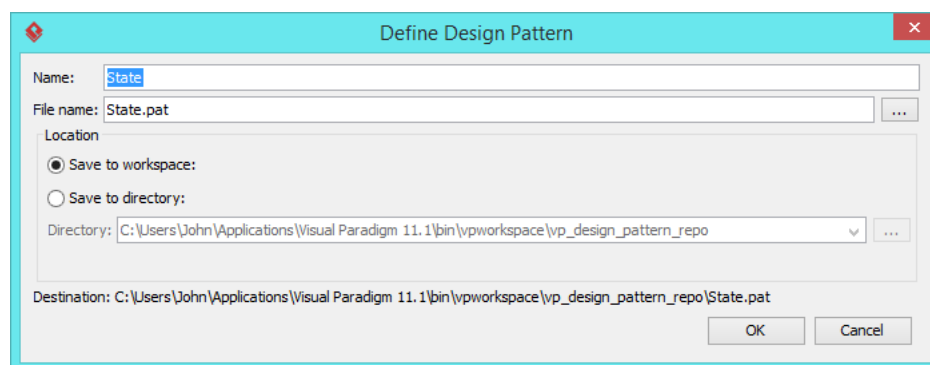 Define Design Pattern
Name: State
File name: State.pat ...
Location
Save to workspace:
Save to directory:
Directory: C:\Users\John\Applications\Visual Paradigm 11.1\bin\vpworkspace\vp_design_pattern_repo ...
Destination: C:\Users\John\Applications\Visual Paradigm 11.1\bin\vpworkspace\vp_design_pattern_repo\State.pat
OK Cancel